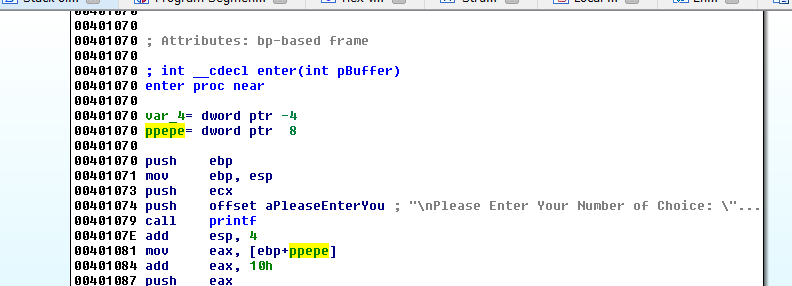 00401070
00401070
00401070 ; Attributes: bp-based frame
00401070
00401070 ; int __cdecl enter(int pBuffer)
00401070 enter proc near
00401070
00401070 var_4= dword ptr -4
00401070 ppepe= dword ptr  8
00401070
00401070 push    ebp
00401071 mov     ebp, esp
00401073 push    ecx
00401074 push    offset aPleaseEnterYou ; "\nPlease Enter Your Number of Choice: \"...
00401079 call    printf
0040107E add     esp, 4
00401081 mov     eax, [ebp+ppepe]
00401084 add     eax, 10h
00401087 push    eax